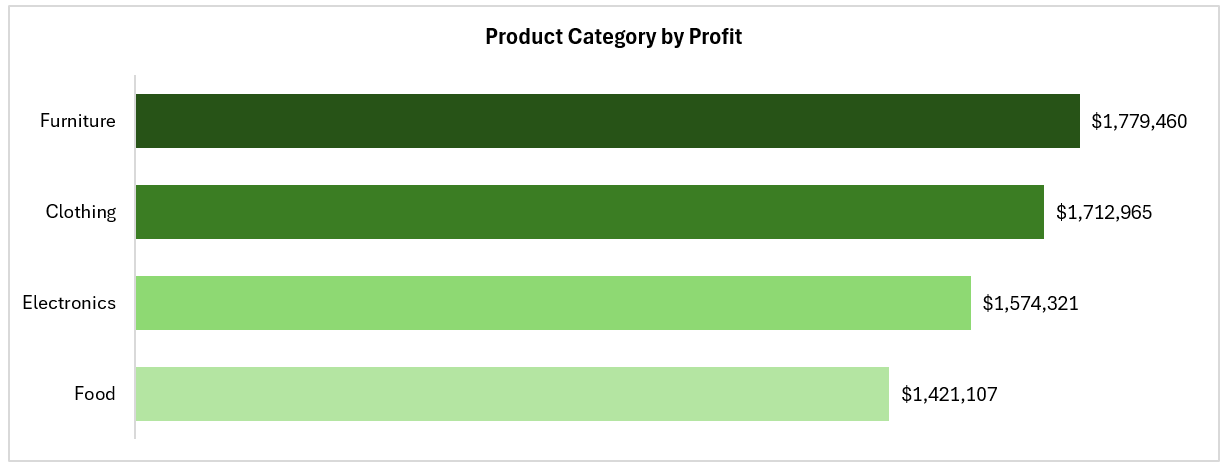 Product Category by Profit
Furniture $1,779,460
Clothing $1,712,965
Electronics $1,574,321
Food $1,421,107